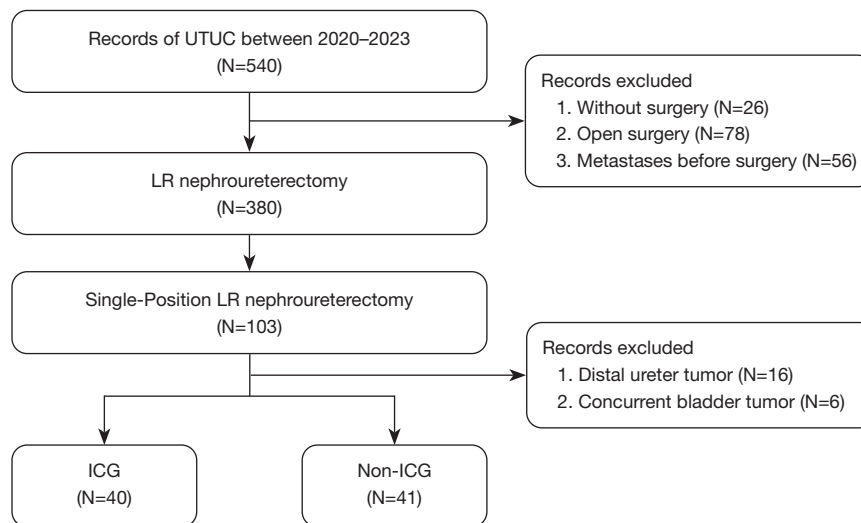 Records of UTUC between 2020–2023
(N=540)
Records excluded
1. Without surgery (N=26)
2. Open surgery (N=78)
3. Metastases before surgery (N=56)
LR nephroureterectomy
(N=380)
Single-Position LR nephroureterectomy
(N=103)
Records excluded
1. Distal ureter tumor (N=16)
2. Concurrent bladder tumor (N=6)
ICG
(N=40)
Non-ICG
(N=41)